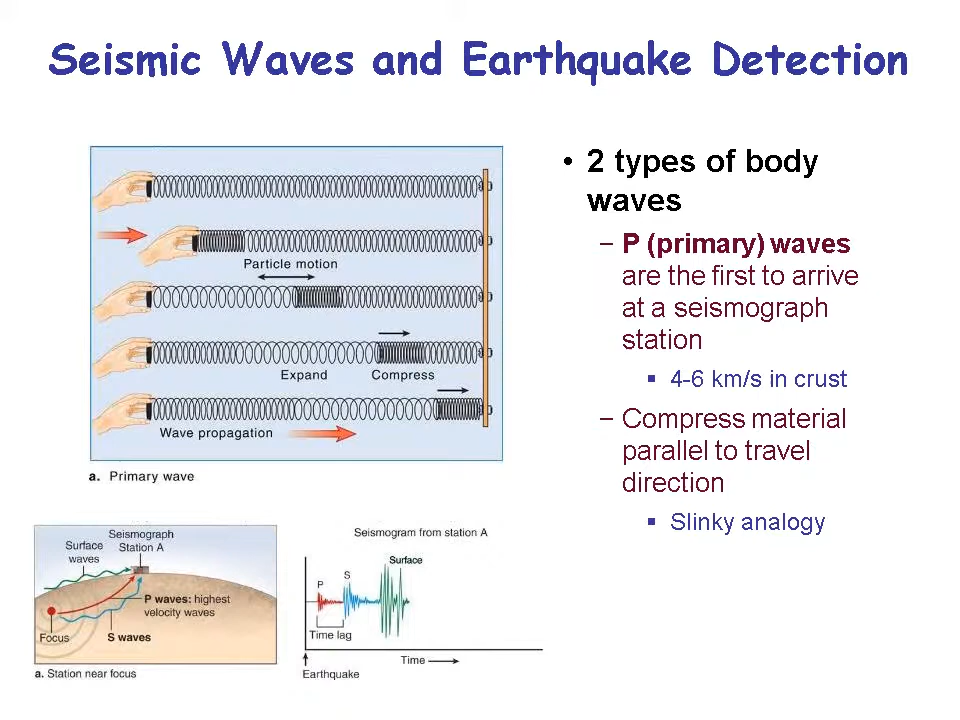 Seismic Waves and Earthquake Detection
Particle motion
Expand
Compress
Wave propagation
a. Primary wave
• 2 types of body
waves
– P (primary) waves
are the first to arrive
at a seismograph
station
▪ 4-6 km/s in crust
– Compress material
parallel to travel
direction
▪ Slinky analogy
Seismograph
Station A
Surface
waves
P waves: highest
velocity waves
Focus
S waves
a. Station near focus
Seismogram from station A
Surface
S
P
Time lag
Time
Earthquake